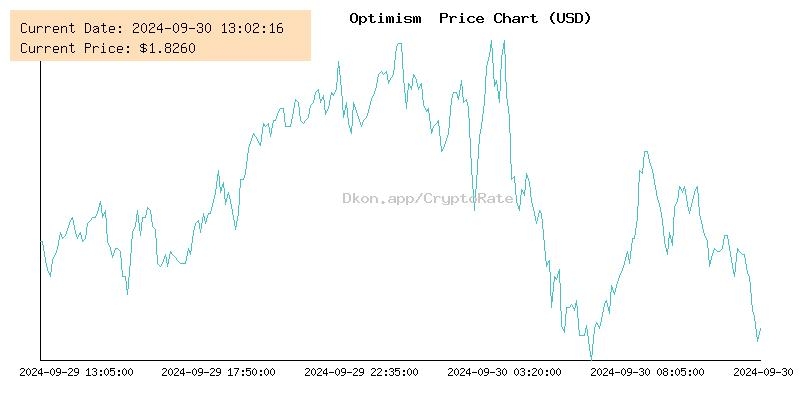 Optimism Price Chart (USD)
Current Date: 2024-09-30 13:02:16
Current Price: $1.8260
Dkon.app/CryptoRate
2024-09-29 13:05:00 2024-09-29 17:50:00 2024-09-29 22:35:00 2024-09-30 03:20:00 2024-09-30 08:05:00 2024-09-30